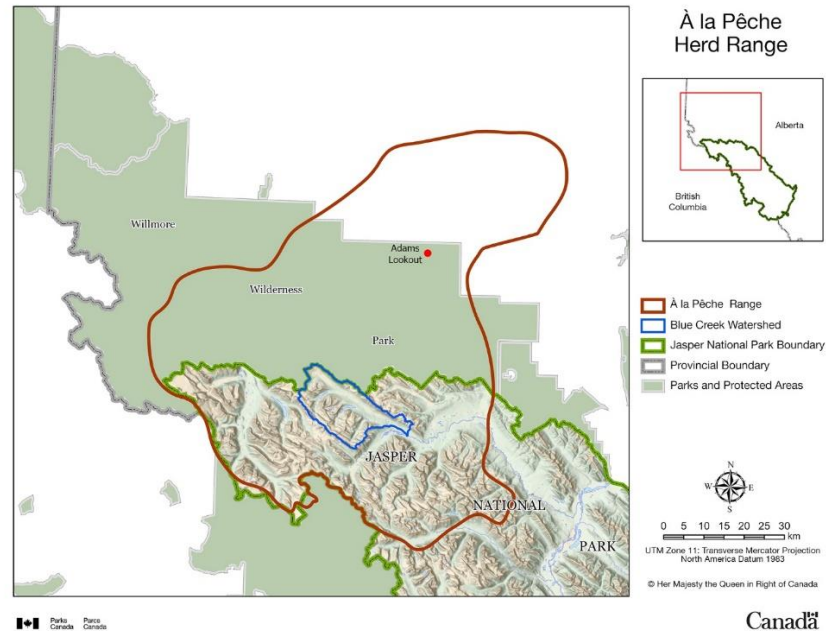 À la Pêche
Herd Range
Alberta
British
Columbia
Willmore
Adams
Lookout
Wilderness
Park
JASPER
NATIONAL
PARK
À la Pêche Range
Blue Creek Watershed
Jasper National Park Boundary
Provincial Boundary
Parks and Protected Areas
N
W E
S
0 5 10 15 20 25 30
km
UTM Zone 11: Transverse Mercator Projection
North America Datum 1983
© Her Majesty the Queen in Right of Canada
Parks Parcs
Canada Canada
Canada